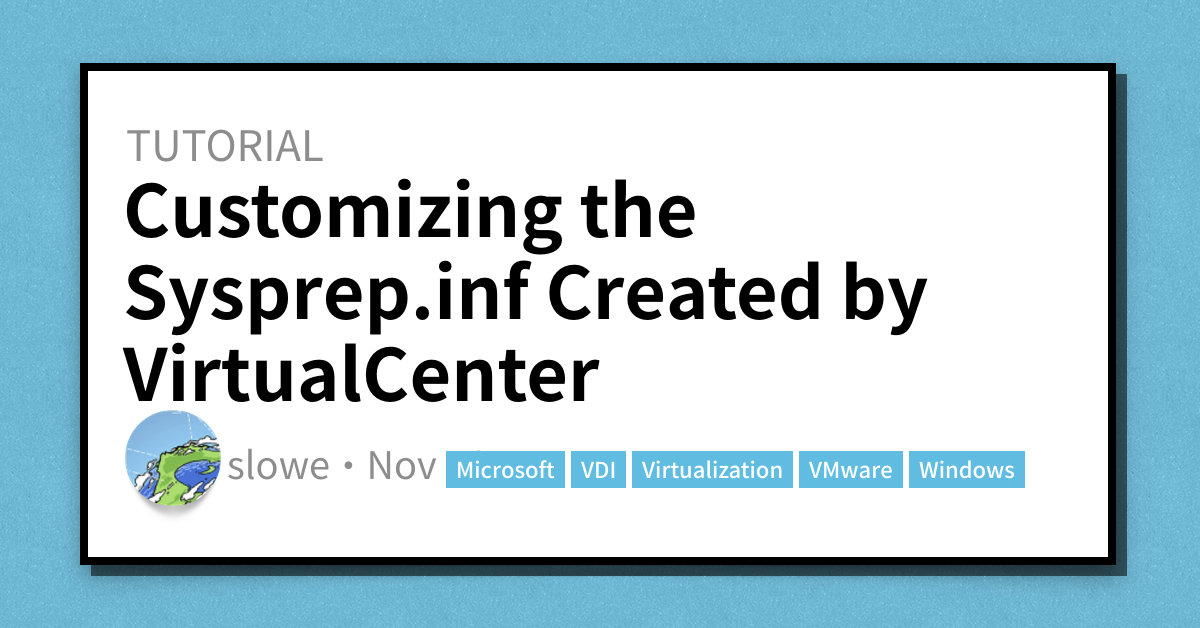 TUTORIAL
Customizing the
Sysprep.inf Created by
VirtualCenter
slowe • Nov Microsoft VDI Virtualization VMware Windows